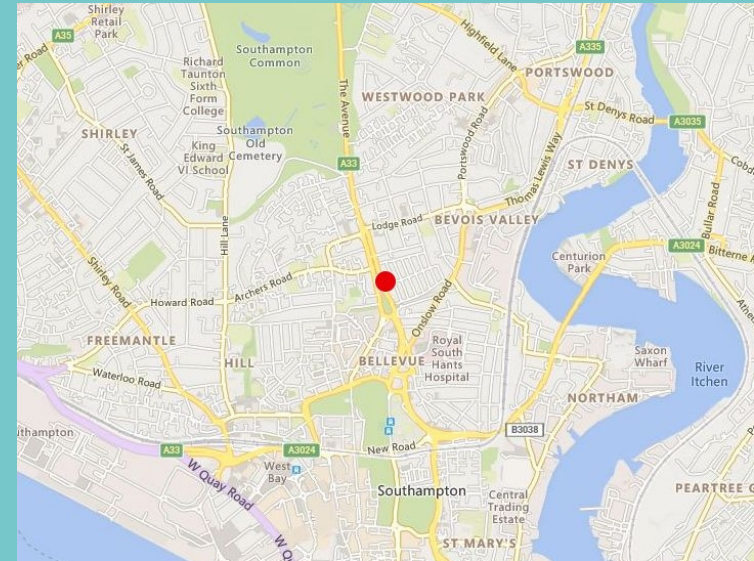 Shirley
Retail
Park
A35
Southampton
Common
Richard
Taunton
Sixth
Form
College
The Avenue
Highfield Lane
A335
PORTSWOOD
WESTWOOD PARK
Portswood Road
St Denys Road
A3035
SHIRLEY
St James Road
King
Edward
VI School
Southampton
Old
Cemetery
A33
Thomas Lewis Way
ST DENYS
Bullar Road
Hill Lane
Lodge Road
BEVOIS VALLEY
A3024
Bitterne
Centurion
Park
Shirley Road
Archers Road
Howard Road
Onslow Road
FREEMANTLE
HILL
BELLEVUE
Royal
South
Hants
Hospital
Saxon
Wharf
River
Itchen
Waterloo Road
NORTHAM
A33
A3024
New Road
B3038
West
Bay
W Quay Road
Southampton
Central
Trading
Estate
PEARTREE
ST MARY'S